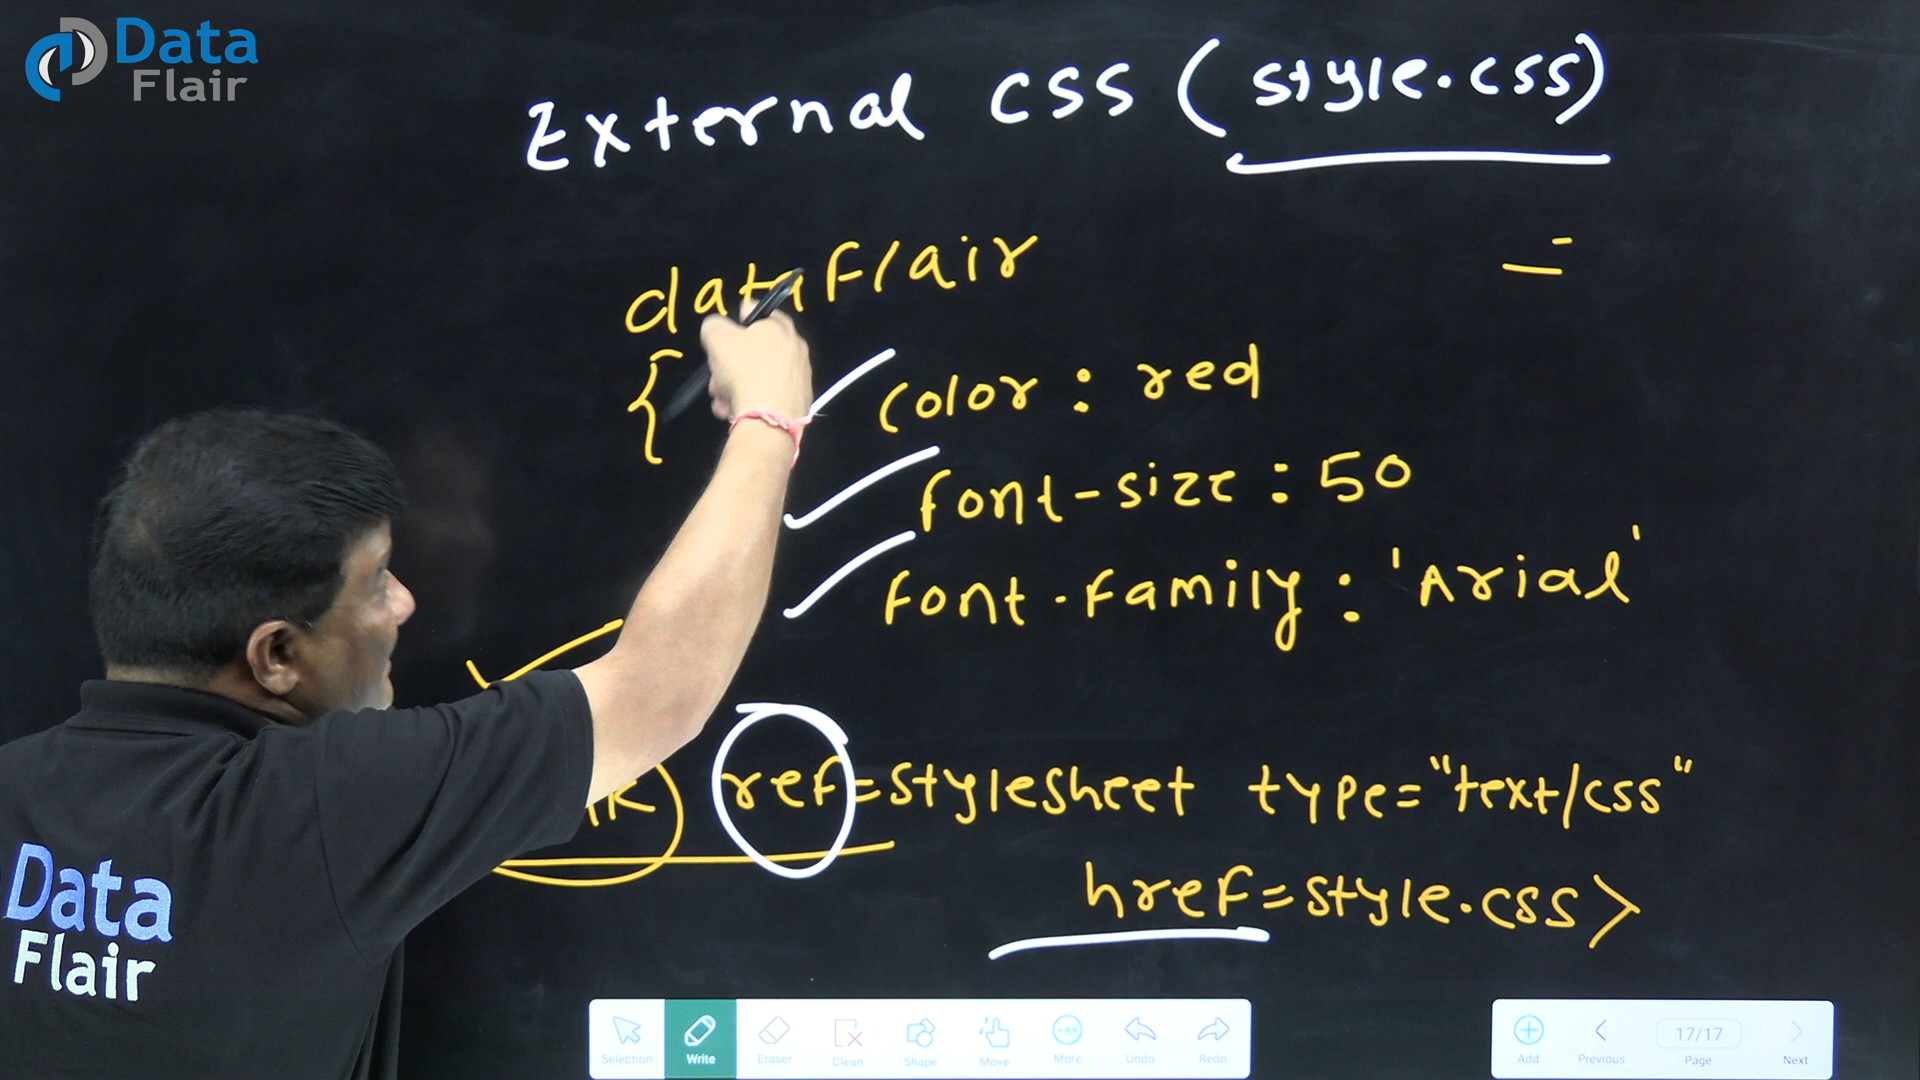 Data
Flair
External CSS (style.css)
dataFlair
{
color : red
font-size : 50
font-family : 'Arial'
ref=stylesheet type="text/css"
href=style.css>
Data
Flair
Selection
Write
Eraser
Clean
Shape
Move
More
Undo
Redo
Add
Previous
17/17
Page
Next